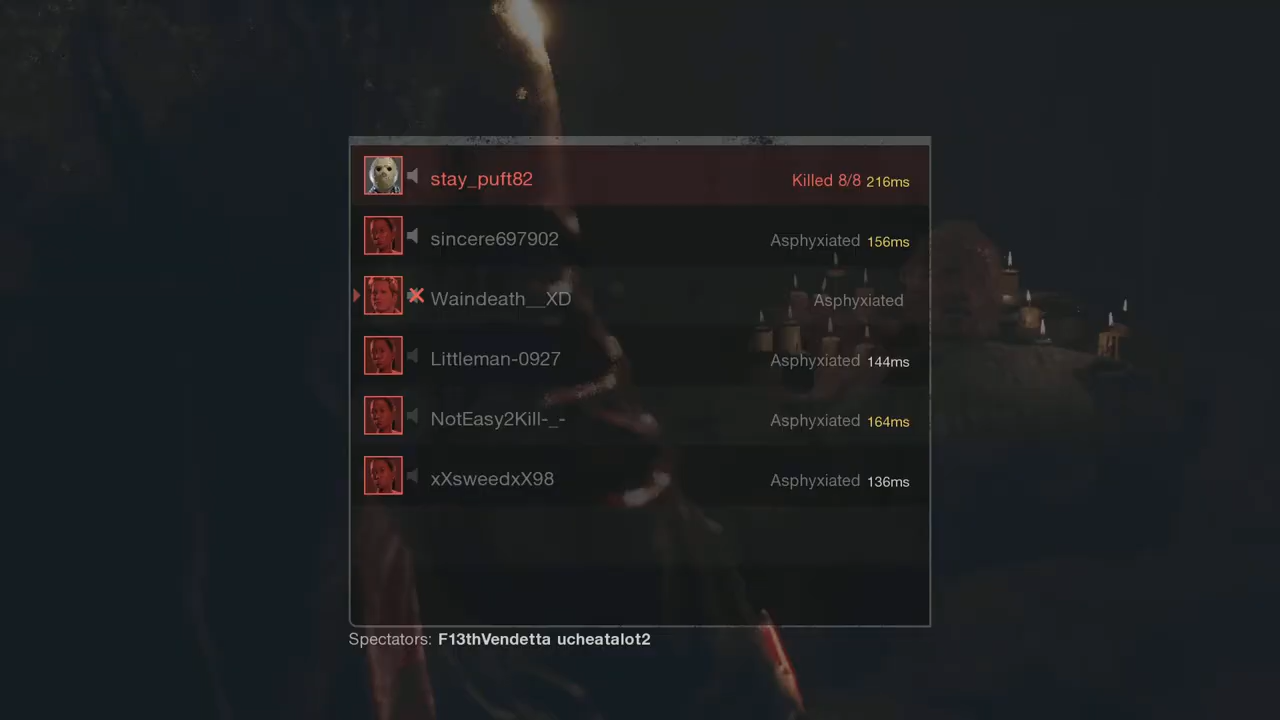 stay_puft82 Killed 8/8 216ms
sincere697902 Asphyxiated 156ms
Waindeath__XD Asphyxiated
Littleman-0927 Asphyxiated 144ms
NotEasy2Kill-_- Asphyxiated 164ms
xXsweedxX98 Asphyxiated 136ms
Spectators: F13thVendetta ucheatalot2